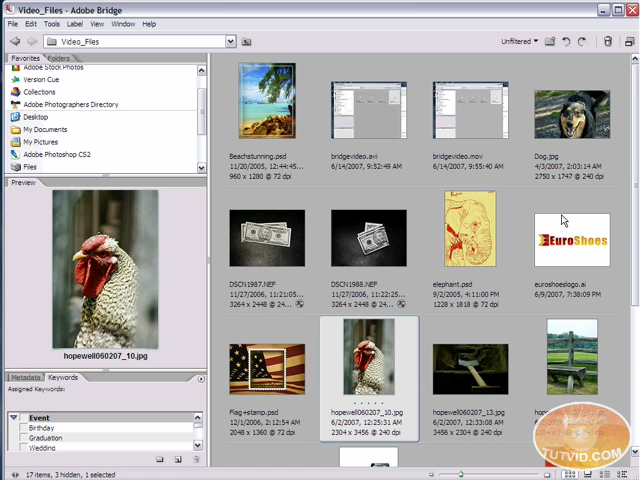 Video_Files - Adobe Bridge
File Edit Tools Label View Window Help
Video_Files
Unfiltered
Favorites Folders
Adobe Stock Photos
Version Cue
Collections
Adobe Photographers Directory
Desktop
My Documents
My Pictures
Adobe Photoshop CS2
Files
Preview
hopewell060207_10.jpg
Metadata Keywords
Assigned Keywords:
Event
Birthday
Graduation
Wedding
17 items, 3 hidden, 1 selected
Beachstunning.psd
12/20/2005, 12:44:45...
960 x 1280 @ 72 dpi
bridgevideo.avi
6/14/2007, 9:52:49 AM
bridgevideo.mov
6/14/2007, 9:55:40 AM
Dog.jpg
4/3/2007, 2:03:14 AM
2750 x 1747 @ 240 dpi
EuroShoes
DSCN1987.NEF
11/27/2006, 11:21:05...
3264 x 2448 @ 24...
DSCN1988.NEF
11/27/2006, 11:22:25...
3264 x 2448 @ 24...
elephant.psd
9/2/2005, 4:11:00 PM
1228 x 1818 @ 72 dpi
euroshoeslogo.ai
6/9/2007, 7:38:09 PM
Flag+stamp.psd
12/1/2006, 2:12:54 AM
2048 x 1360 @ 72 dpi
hopewell060207_10.jpg
6/2/2007, 12:25:31 AM
2304 x 3456 @ 240 dpi
hopewell060207_13.jpg
6/2/2007, 12:33:08 AM
3456 x 2304 @ 240 dpi
TUTVID.COM